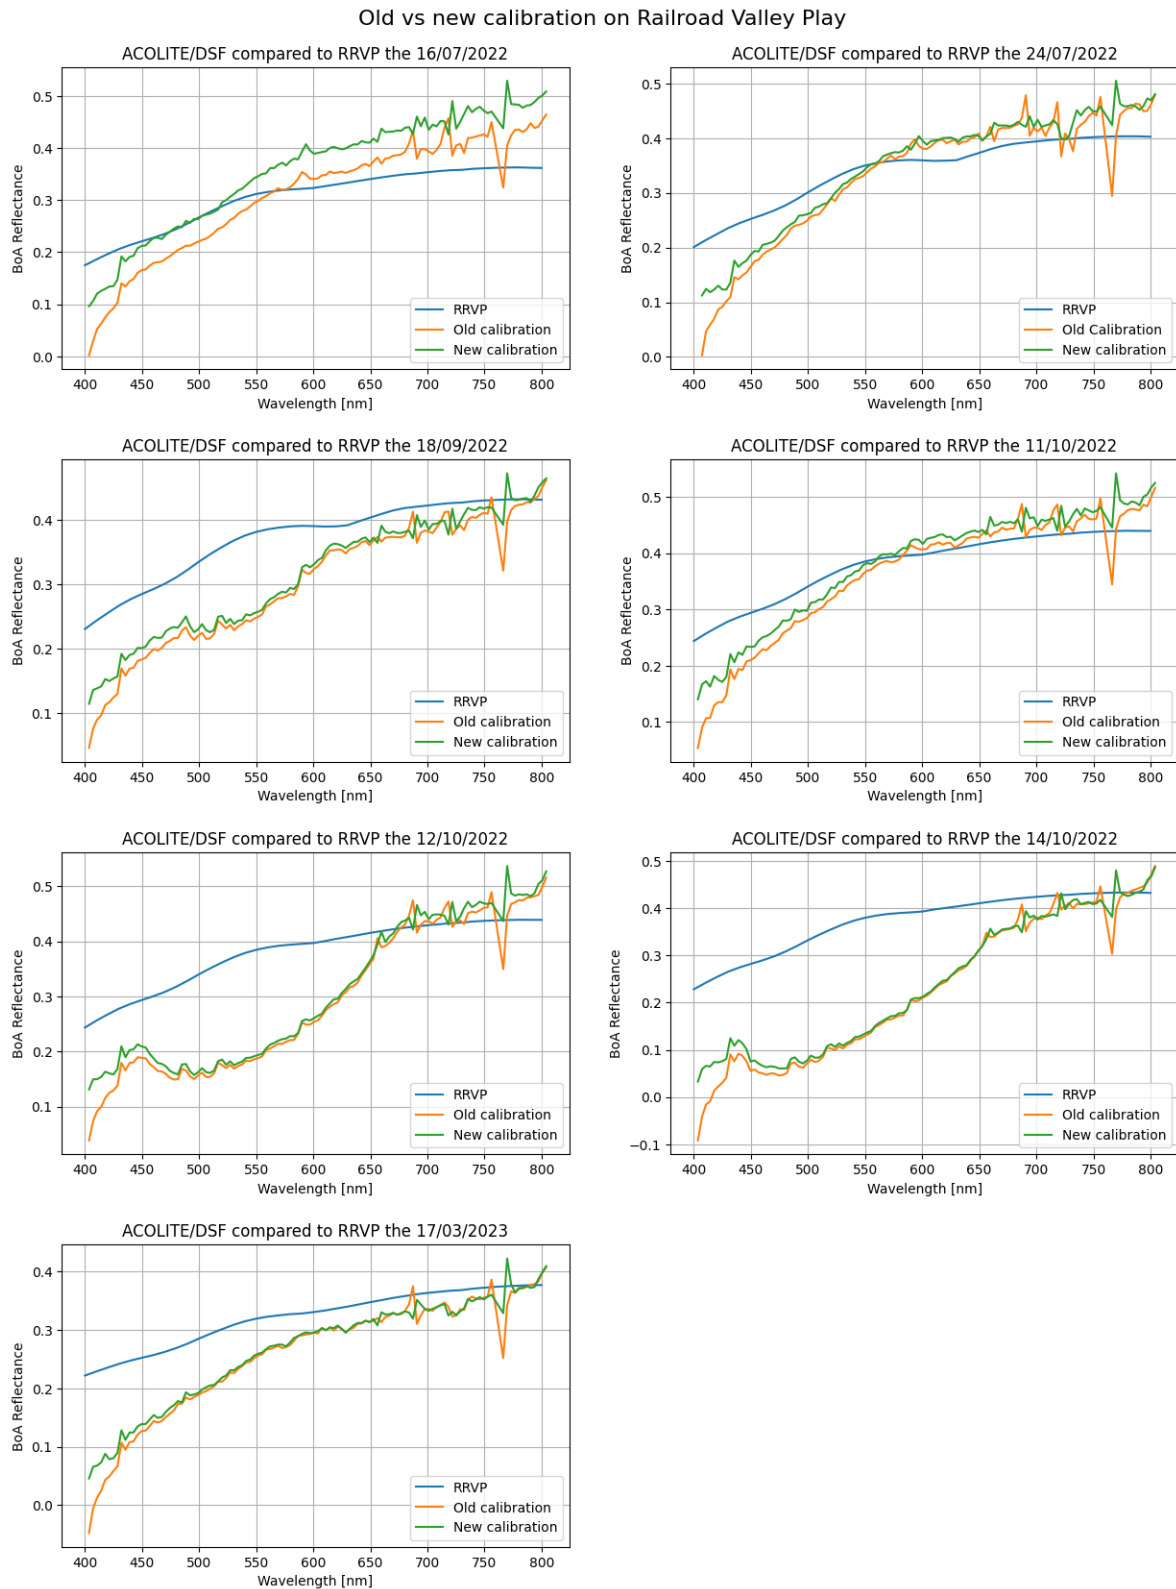 Old vs new calibration on Railroad Valley Play
ACOLITE/DSF compared to RRVP the 16/07/2022
BoA Reflectance
0.5
0.4
0.3
0.2
0.1
0.0
RRVP
Old calibration
New calibration
400 450 500 550 600 650 700 750 800
Wavelength [nm]
ACOLITE/DSF compared to RRVP the 24/07/2022
BoA Reflectance
0.5
0.4
0.3
0.2
0.1
0.0
RRVP
Old Calibration
New calibration
400 450 500 550 600 650 700 750 800
Wavelength [nm]
ACOLITE/DSF compared to RRVP the 18/09/2022
BoA Reflectance
0.4
0.3
0.2
0.1
RRVP
Old calibration
New calibration
400 450 500 550 600 650 700 750 800
Wavelength [nm]
ACOLITE/DSF compared to RRVP the 11/10/2022
BoA Reflectance
0.5
0.4
0.3
0.2
0.1
RRVP
Old calibration
New calibration
400 450 500 550 600 650 700 750 800
Wavelength [nm]
ACOLITE/DSF compared to RRVP the 12/10/2022
BoA Reflectance
0.5
0.4
0.3
0.2
0.1
RRVP
Old calibration
New calibration
400 450 500 550 600 650 700 750 800
Wavelength [nm]
ACOLITE/DSF compared to RRVP the 14/10/2022
BoA Reflectance
0.5
0.4
0.3
0.2
0.1
0.0
−0.1
RRVP
Old calibration
New calibration
400 450 500 550 600 650 700 750 800
Wavelength [nm]
ACOLITE/DSF compared to RRVP the 17/03/2023
BoA Reflectance
0.4
0.3
0.2
0.1
0.0
RRVP
Old calibration
New calibration
400 450 500 550 600 650 700 750 800
Wavelength [nm]